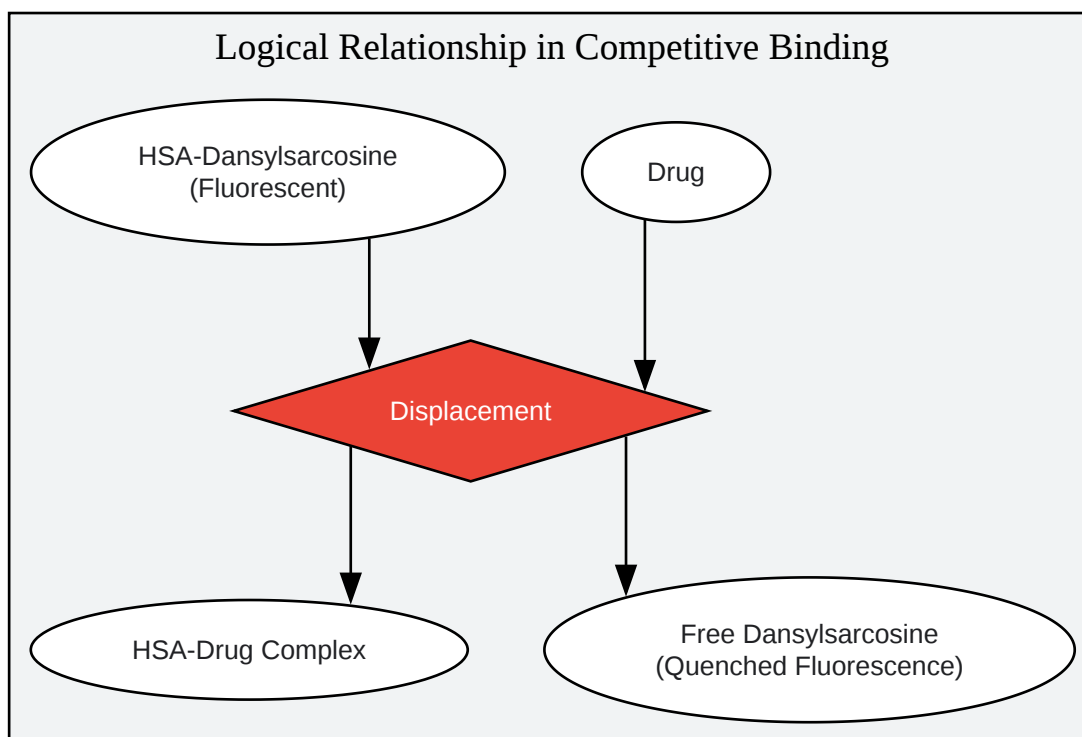 Logical Relationship in Competitive Binding
HSA-Dansylsarcosine
(Fluorescent)
Drug
Displacement
HSA-Drug Complex
Free Dansylsarcosine
(Quenched Fluorescence)